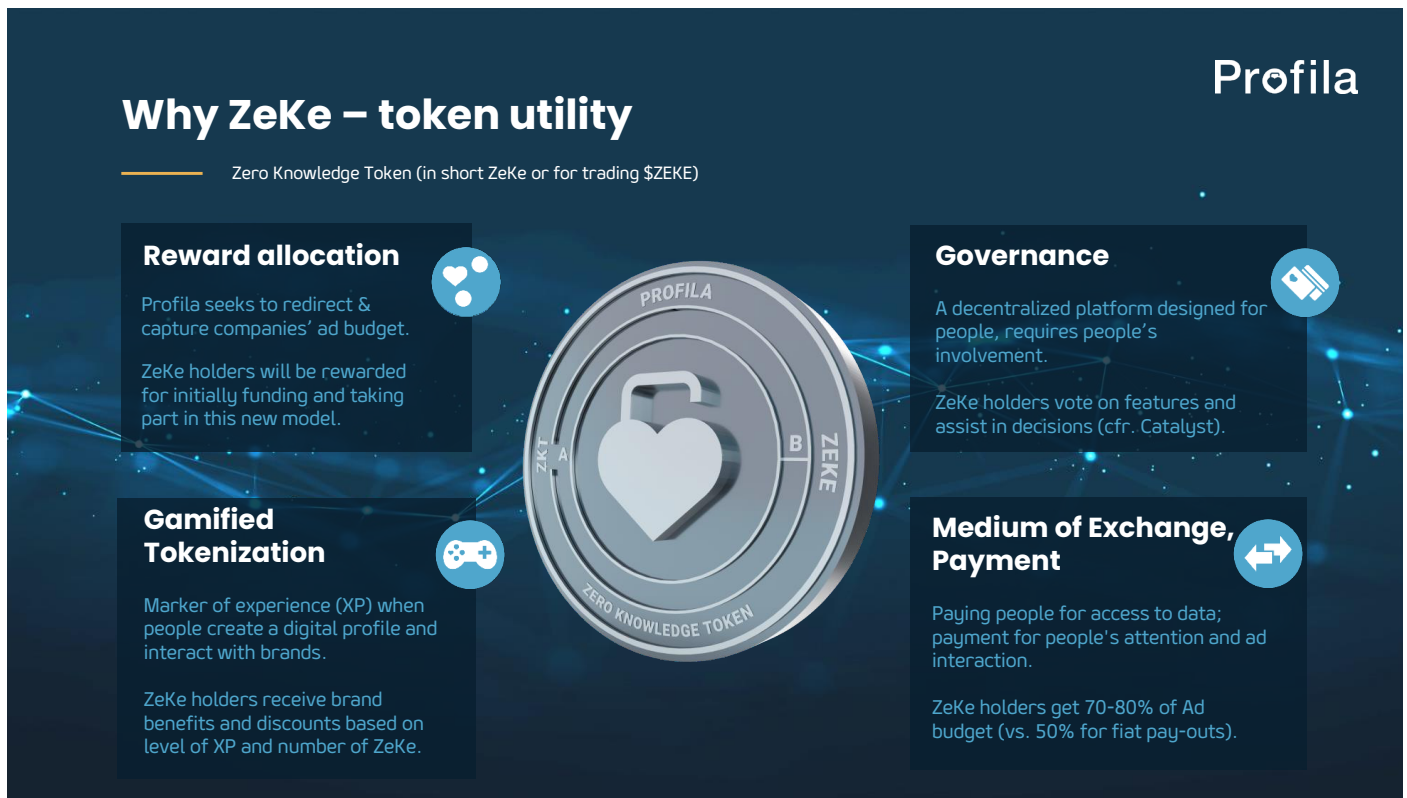 Profila
Why ZeKe – token utility
Zero Knowledge Token (in short ZeKe or for trading $ZEKE)
Reward allocation
Profila seeks to redirect &
capture companies’ ad budget.
ZeKe holders will be rewarded
for initially funding and taking
part in this new model.
Gamified
Tokenization
Marker of experience (XP) when
people create a digital profile and
interact with brands.
ZeKe holders receive brand
benefits and discounts based on
level of XP and number of ZeKe.
PROFILA
ZKT
A
B
ZEKE
ZERO KNOWLEDGE TOKEN
Governance
A decentralized platform designed for
people, requires people’s
involvement.
ZeKe holders vote on features and
assist in decisions (cfr. Catalyst).
Medium of Exchange,
Payment
Paying people for access to data;
payment for people's attention and ad
interaction.
ZeKe holders get 70-80% of Ad
budget (vs. 50% for fiat pay-outs).